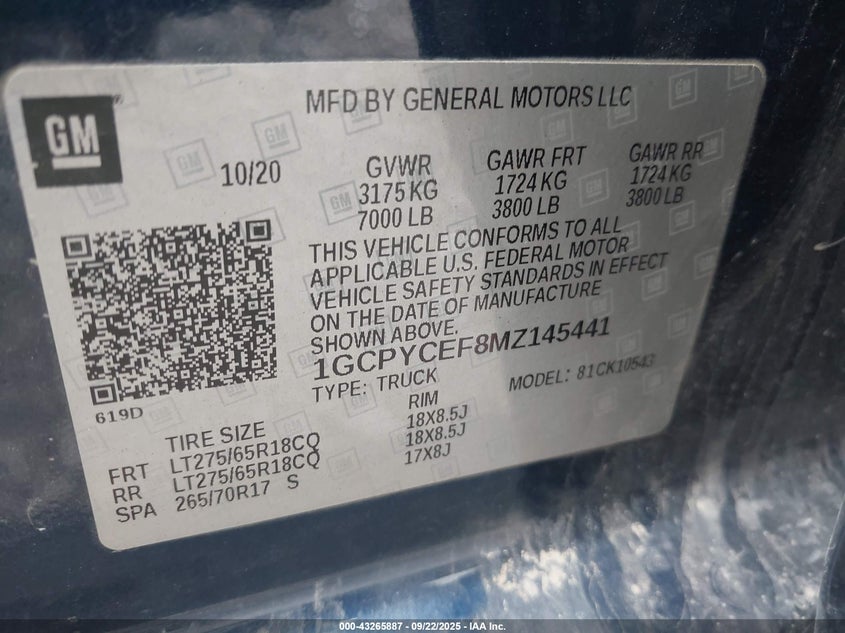 MFD BY GENERAL MOTORS LLC
GM
10/20
GVWR GAWR FRT GAWR RR
3175 KG 1724 KG 1724 KG
7000 LB 3800 LB 3800 LB
THIS VEHICLE CONFORMS TO ALL
APPLICABLE U.S. FEDERAL MOTOR
VEHICLE SAFETY STANDARDS IN EFFECT
ON THE DATE OF MANUFACTURE
SHOWN ABOVE.
1GCPYCEF8MZ145441
TYPE: TRUCK MODEL: 81CK10543
619D
TIRE SIZE RIM
FRT LT275/65R18CQ 18X8.5J
RR LT275/65R18CQ 18X8.5J
SPA 265/70R17 S 17X8J
000-43265887 - 09/22/2025 - IAA Inc.